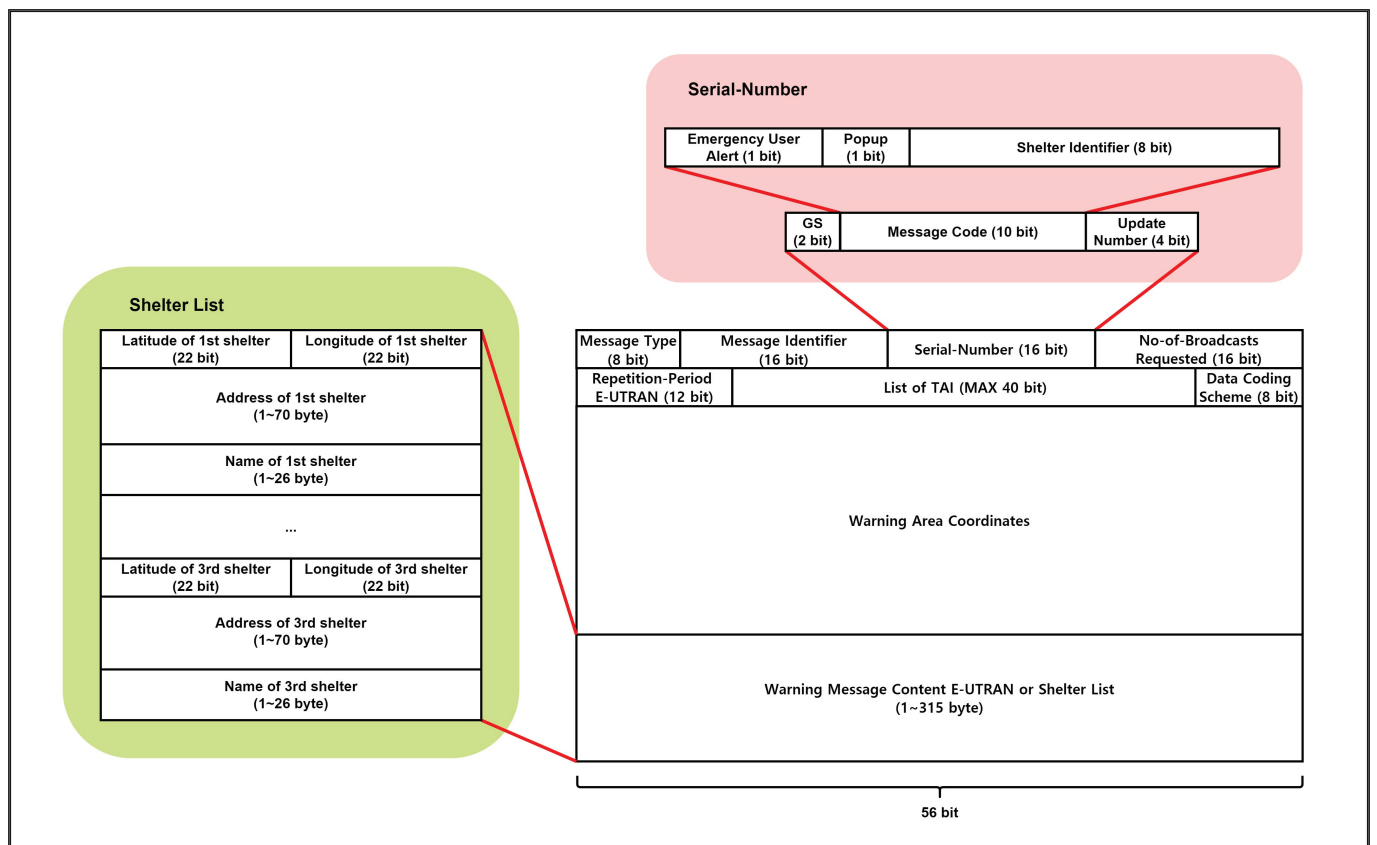 Serial-Number
Emergency User
Alert (1 bit)
Popup
(1 bit)
Shelter Identifier (8 bit)
GS
(2 bit)
Message Code (10 bit)
Update
Number (4 bit)
Shelter List
Latitude of 1st shelter
(22 bit)
Longitude of 1st shelter
(22 bit)
Address of 1st shelter
(1~70 byte)
Name of 1st shelter
(1~26 byte)
...
Latitude of 3rd shelter
(22 bit)
Longitude of 3rd shelter
(22 bit)
Address of 3rd shelter
(1~70 byte)
Name of 3rd shelter
(1~26 byte)
Message Type
(8 bit)
Message Identifier
(16 bit)
Serial-Number (16 bit)
No-of-Broadcasts
Requested (16 bit)
Repetition-Period
E-UTRAN (12 bit)
List of TAI (MAX 40 bit)
Data Coding
Scheme (8 bit)
Warning Area Coordinates
Warning Message Content E-UTRAN or Shelter List
(1~315 byte)
56 bit